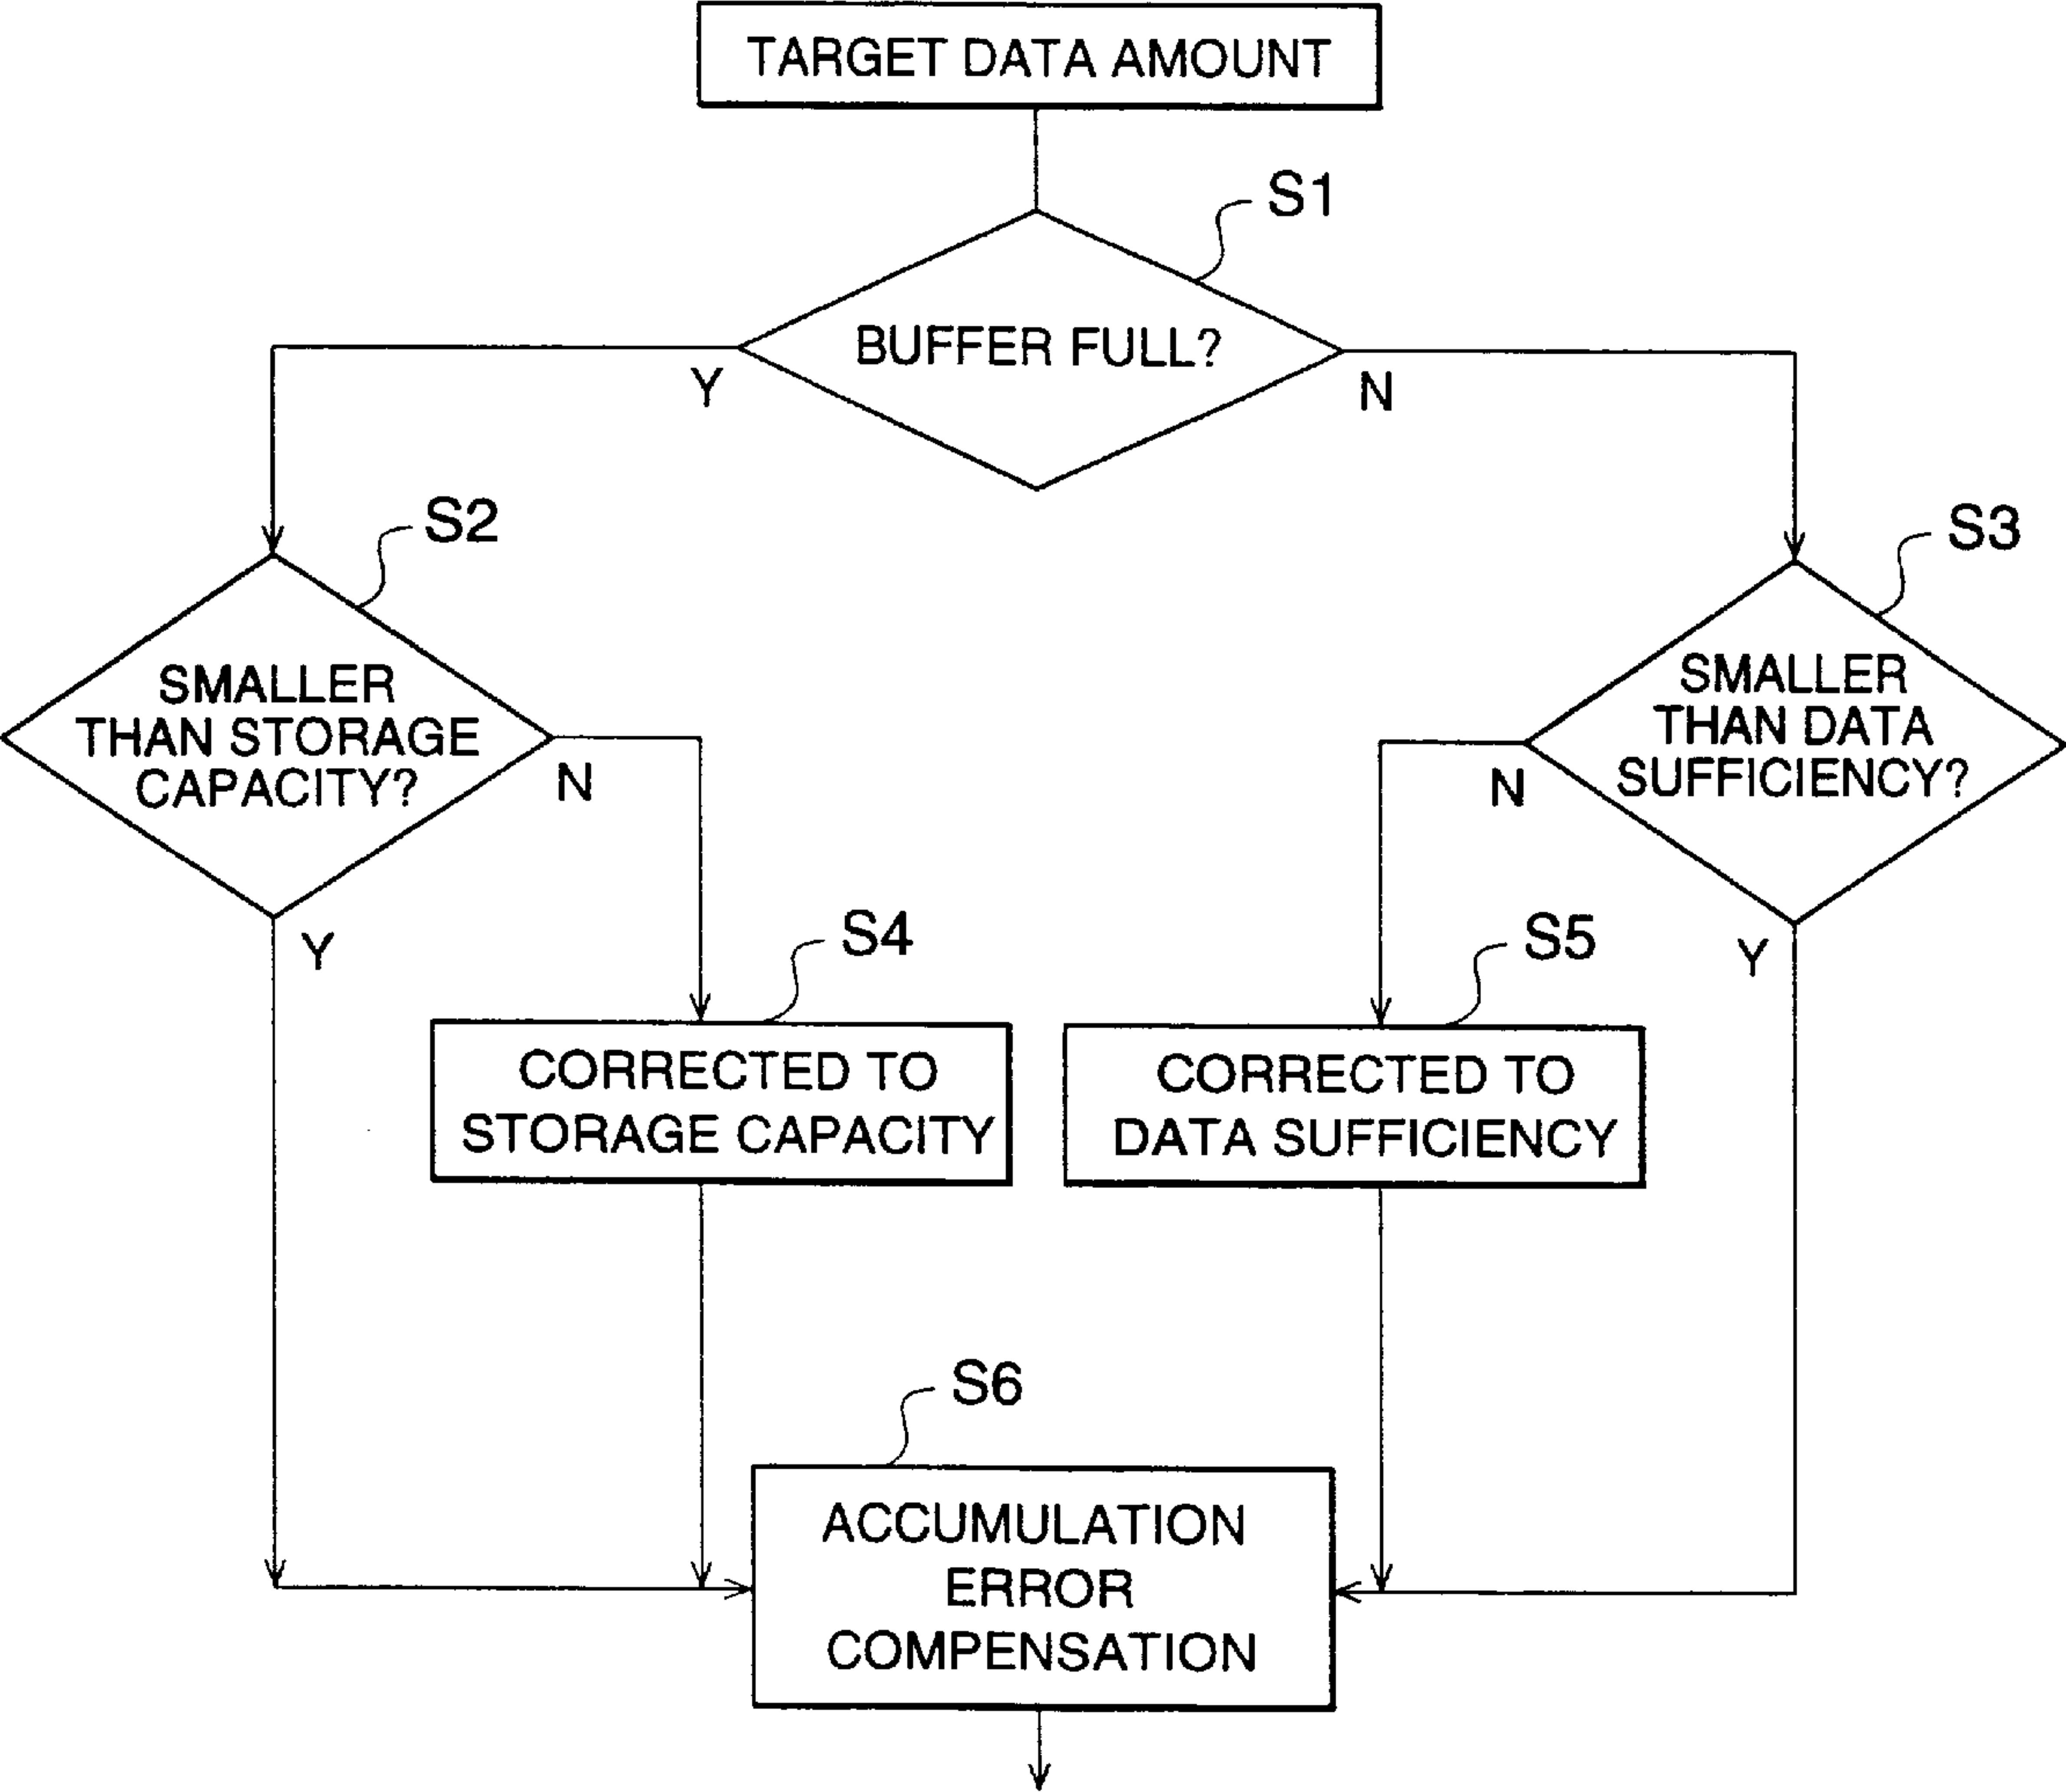 TARGET DATA AMOUNT
S1
BUFFER FULL?
Y
N
S2
S3
SMALLER
THAN STORAGE
CAPACITY?
N
Y
SMALLER
THAN DATA
SUFFICIENCY?
N
Y
S4
CORRECTED TO
STORAGE CAPACITY
S5
CORRECTED TO
DATA SUFFICIENCY
S6
ACCUMULATION
ERROR
COMPENSATION